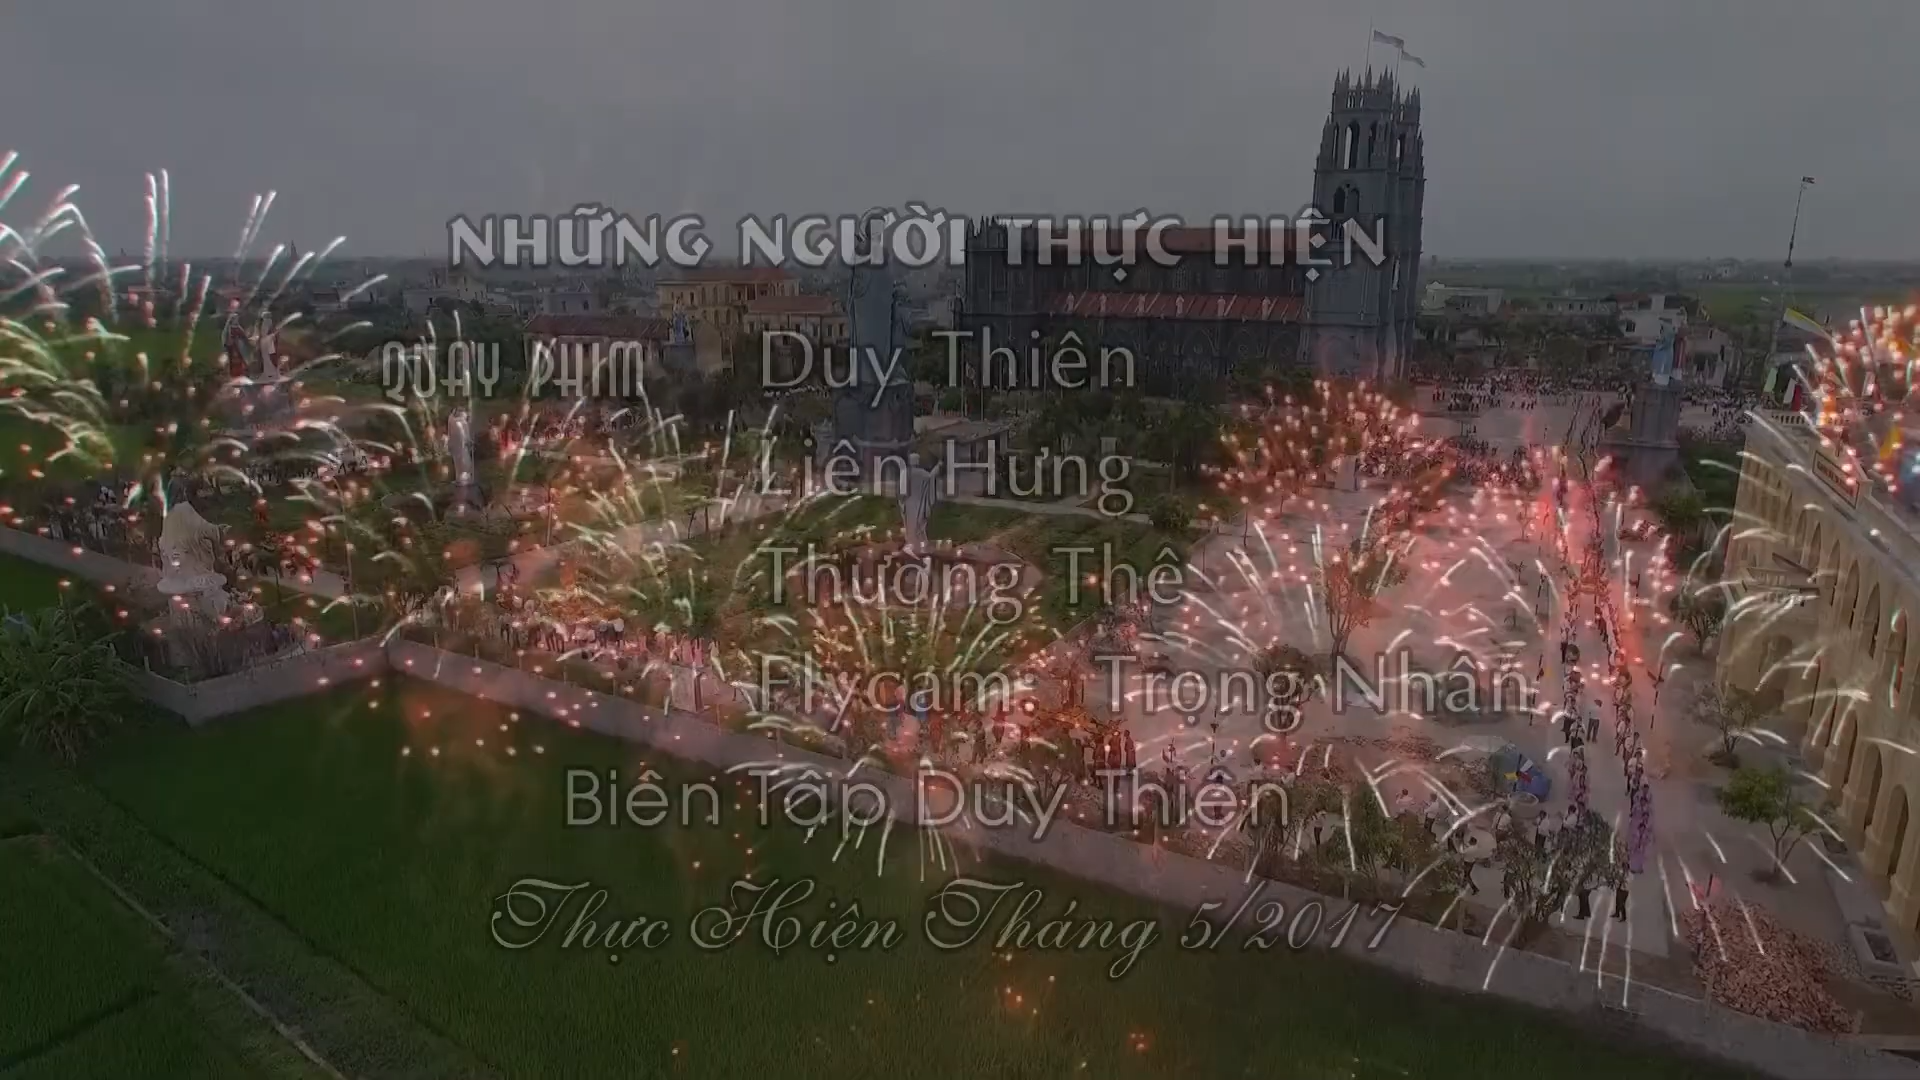 NHỮNG NGƯỜI THỰC HIỆN
QUAY PHIM Duy Thiên
Liên Hưng
Thường Thê
Flycam: Trọng Nhân
Biên Tập Duy Thiên
Thực Hiện Tháng 5/2017